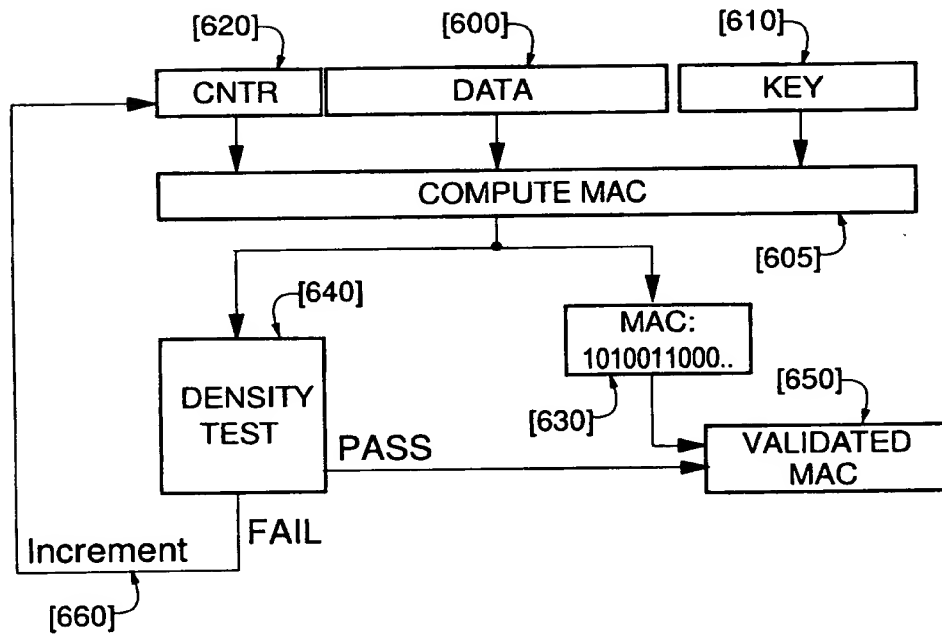 [620] [600] [610]
CNTR DATA KEY
COMPUTE MAC
[605]
[640]
MAC:
1010011000..
DENSITY
TEST
[630]
[650]
PASS
VALIDATED
MAC
FAIL
Increment
[660]